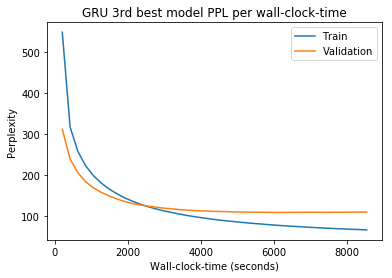 GRU 3rd best model PPL per wall-clock-time
Train
Validation
Perplexity
500
400
300
200
100
0
2000
4000
6000
8000
Wall-clock-time (seconds)